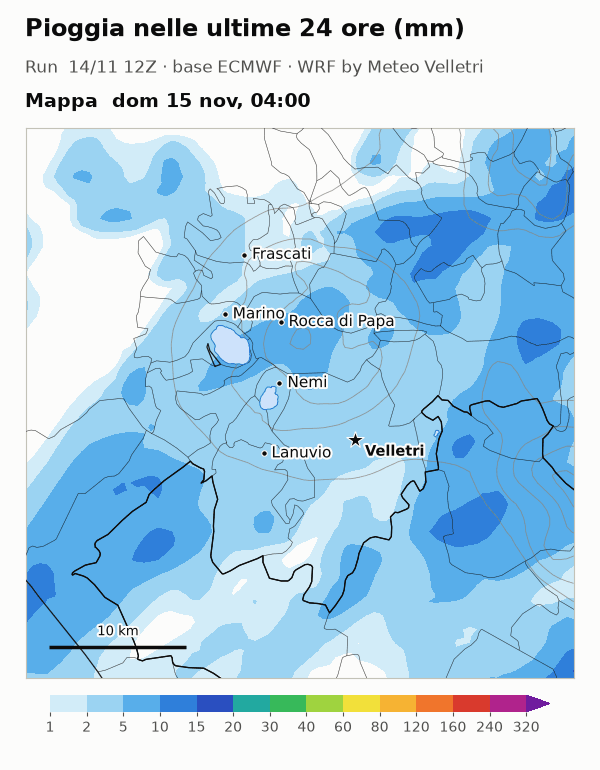 Pioggia nelle ultime 24 ore (mm)
Run 14/11 12Z · base ECMWF · WRF by Meteo Velletri
Mappa dom 15 nov, 04:00
Frascati
Marino
Rocca di Papa
Nemi
Velletri
Lanuvio
10 km
1 2 5 10 15 20 30 40 60 80 120 160 240 320